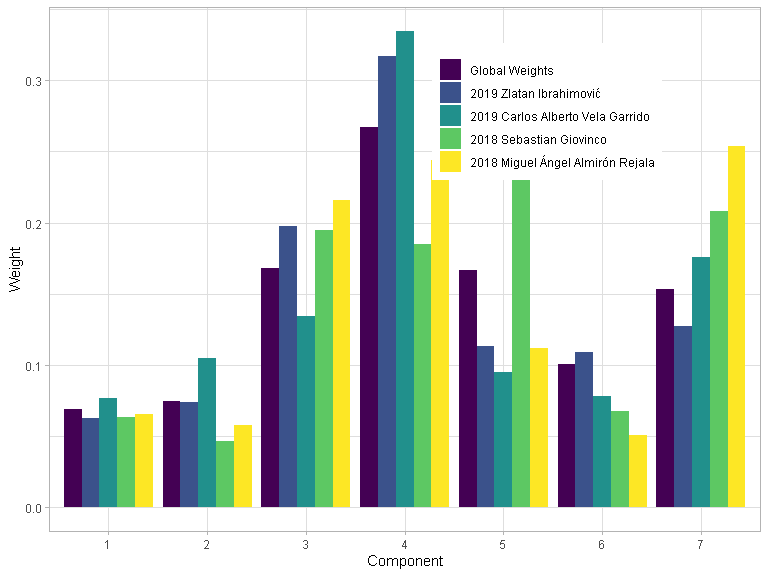 Global Weights
2019 Zlatan Ibrahimović
2019 Carlos Alberto Vela Garrido
2018 Sebastian Giovinco
2018 Miguel Ángel Almirón Rejala
0.3
0.2
0.1
0.0
Weight
1 2 3 4 5 6 7
Component